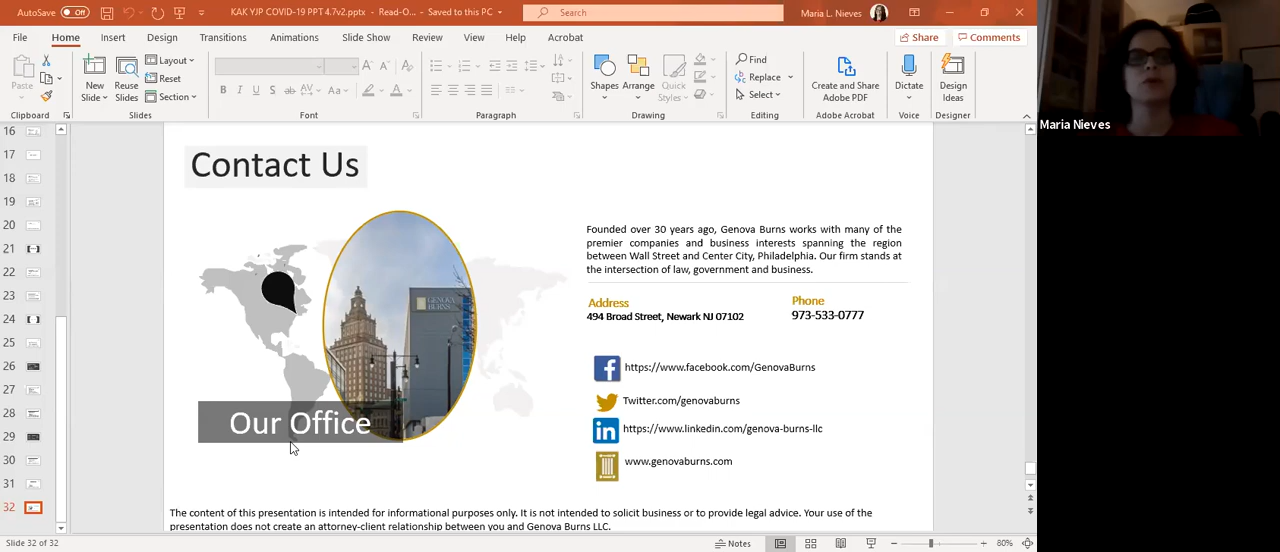 AutoSave Off
KAK YJP COVID-19 PPT 4.7v2.pptx - Read-O... - Saved to this PC
Search
Maria L. Nieves
File Home Insert Design Transitions Animations Slide Show Review View Help Acrobat
Share Comments
Paste
New Slide
Reuse Slides
Layout
Reset
Section
B I U S ab AV Aa A
A A A
Shapes
Arrange
Quick Styles
Find
Replace
Select
Create and Share Adobe PDF
Dictate
Design Ideas
Clipboard Slides Font Paragraph Drawing Editing Adobe Acrobat Voice Designer
Maria Nieves
16
17
18
19
20
21
22
23
24
25
26
27
28
29
30
31
32
Contact Us
GENOVA
BURNS
Our Office
Founded over 30 years ago, Genova Burns works with many of the
premier companies and business interests spanning the region
between Wall Street and Center City, Philadelphia. Our firm stands at
the intersection of law, government and business.
Address Phone
494 Broad Street, Newark NJ 07102 973-533-0777
https://www.facebook.com/GenovaBurns
Twitter.com/genovaburns
https://www.linkedin.com/genova-burns-llc
www.genovaburns.com
The content of this presentation is intended for informational purposes only. It is not intended to solicit business or to provide legal advice. Your use of the
presentation does not create an attorney-client relationship between you and Genova Burns LLC.
Slide 32 of 32
Notes
80%